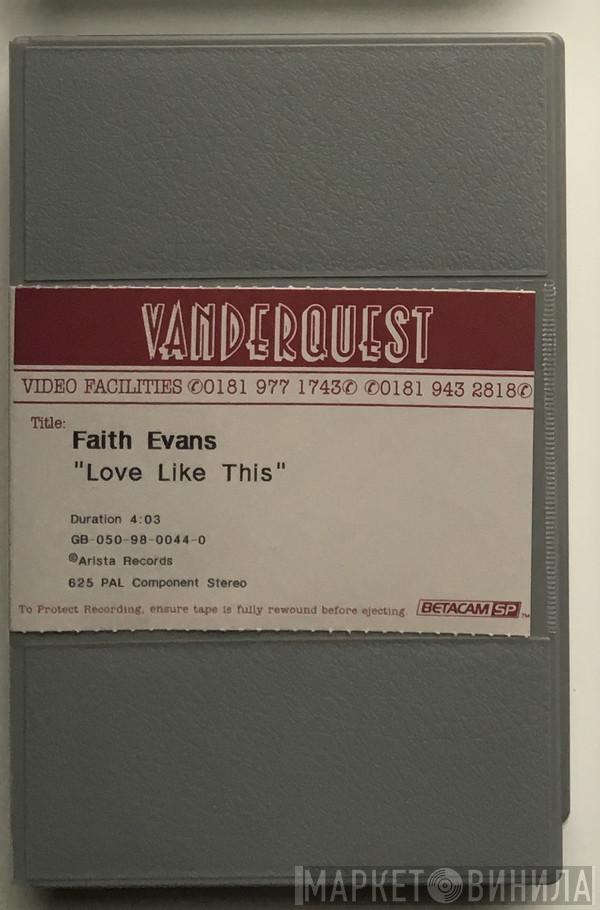 VANDERQUEST
VIDEO FACILITIES ✆0181 977 1743✆ ✆0181 943 2818✆
Title:
Faith Evans
"Love Like This"
Duration 4:03
GB-050-98-0044-0
©Arista Records
625 PAL Component Stereo
To Protect Recording, ensure tape is fully rewound before ejecting. BETACAM SP™
МАРКЕТ ВИНИЛА